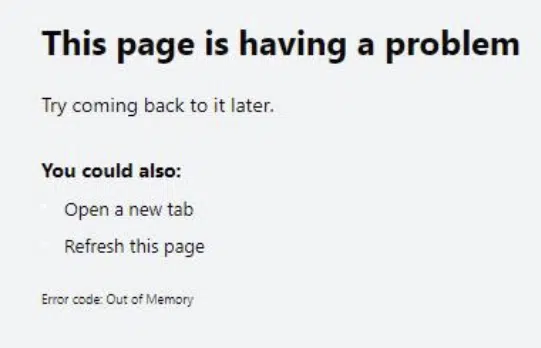 This page is having a problem
Try coming back to it later.
You could also:
Open a new tab
Refresh this page
Error code: Out of Memory